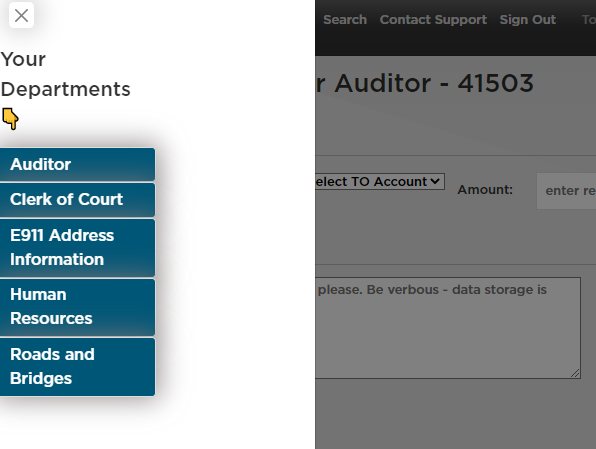 Search Contact Support Sign Out To
Your
Departments
👇
r Auditor - 41503
Auditor
Clerk of Court
E911 Address
Information
Human
Resources
Roads and
Bridges
elect TO Account
Amount:
enter re
please. Be verbous - data storage is